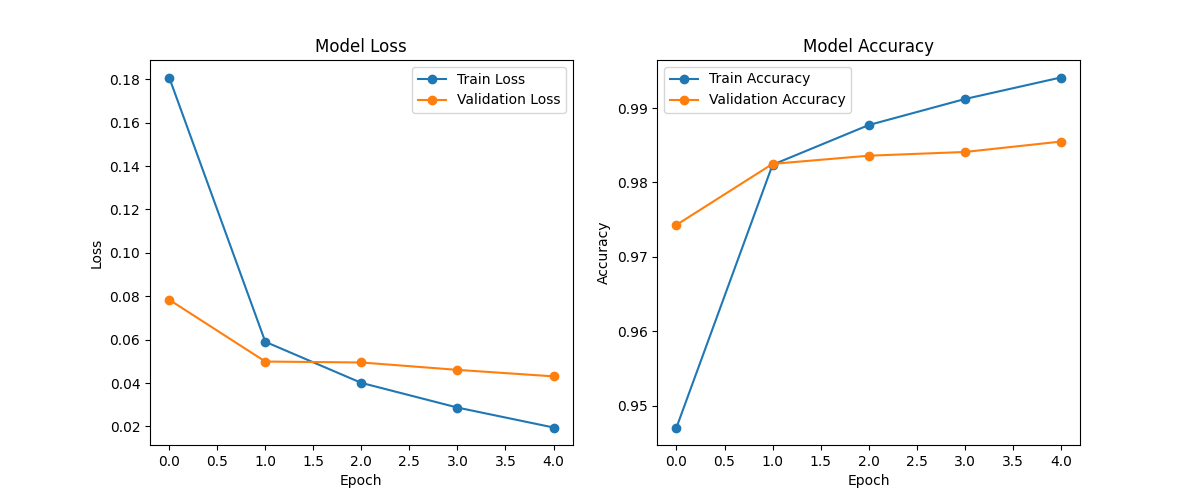 Model Loss
Train Loss
Validation Loss
Loss
0.18
0.16
0.14
0.12
0.10
0.08
0.06
0.04
0.02
0.0 0.5 1.0 1.5 2.0 2.5 3.0 3.5 4.0
Epoch
Model Accuracy
Train Accuracy
Validation Accuracy
Accuracy
0.99
0.98
0.97
0.96
0.95
0.0 0.5 1.0 1.5 2.0 2.5 3.0 3.5 4.0
Epoch